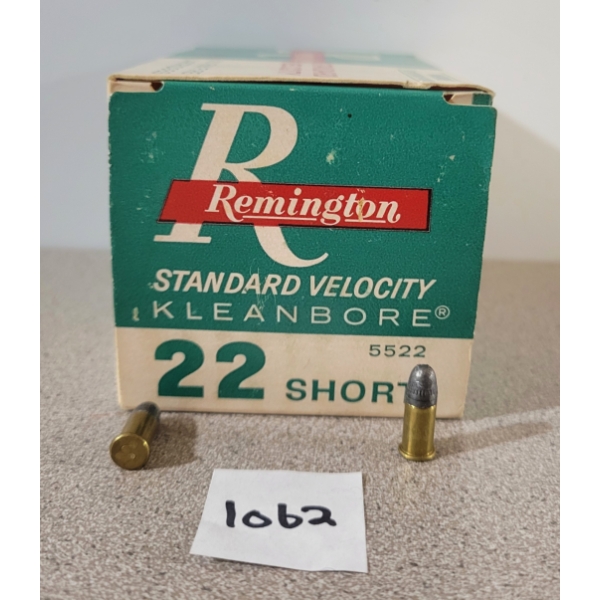 R
Remington
STANDARD VELOCITY
KLEANBORE®
5522
22 SHORT
1062